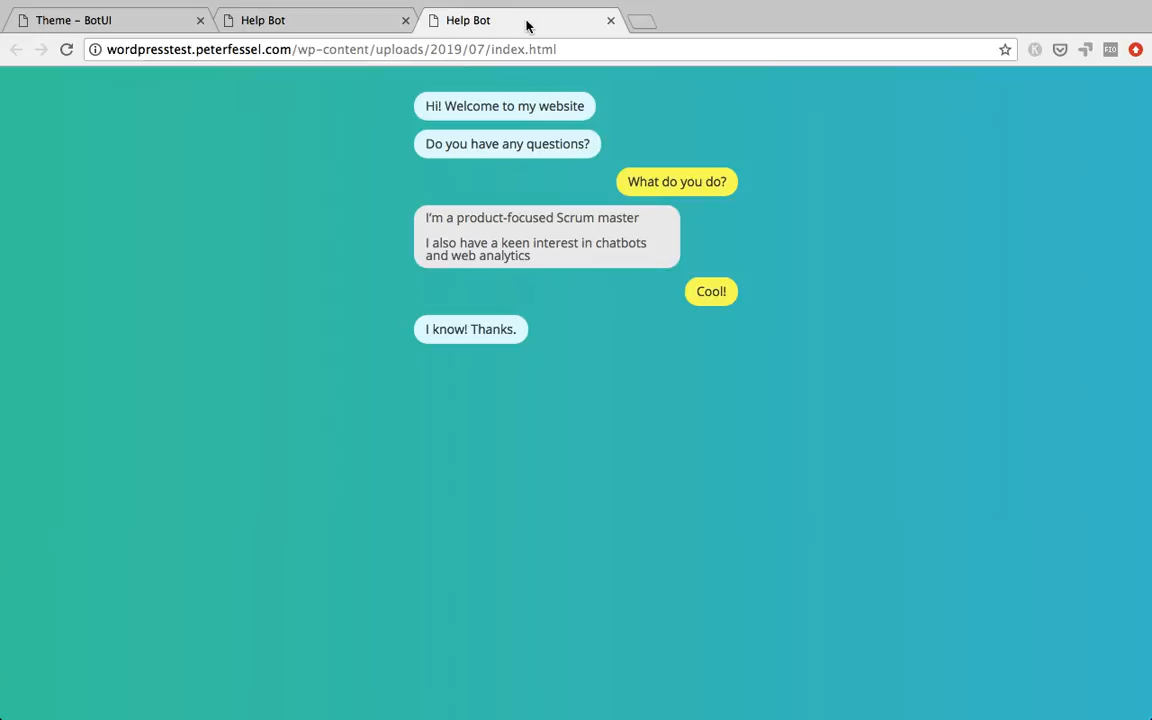 Theme – BotUI
Help Bot
Help Bot
wordpresstest.peterfessel.com/wp-content/uploads/2019/07/index.html
FIO
Hi! Welcome to my website
Do you have any questions?
What do you do?
I'm a product-focused Scrum master
I also have a keen interest in chatbots
and web analytics
Cool!
I know! Thanks.